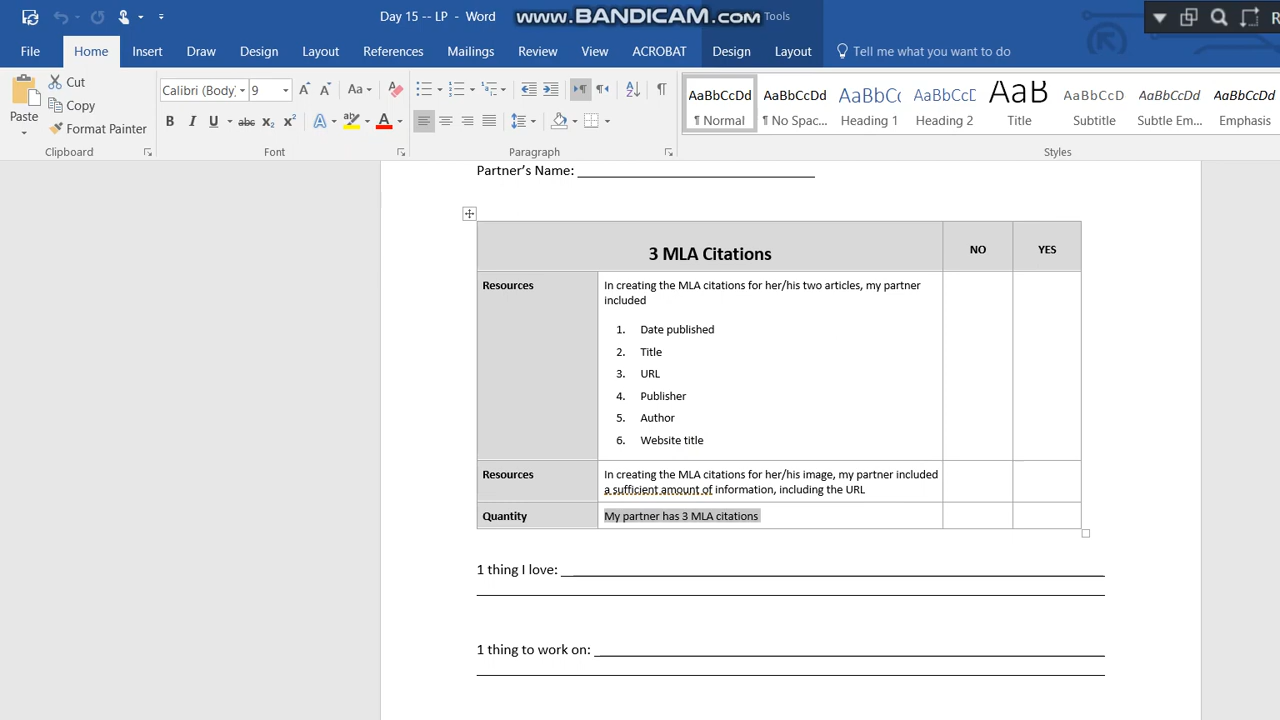 Day 15 -- LP - Word
www.BANDICAM.com
Tools
File Home Insert Draw Design Layout References Mailings Review View ACROBAT Design Layout Tell me what you want to do
Paste
Cut
Copy
Format Painter
Clipboard
Calibri (Body) 9
Aa
B I U abc x₂ x² A ab A
Font
Paragraph
AaBbCcDd AaBbCcDd AaBbC( AaBbCcD AaB AaBbCcD AaBbCcDd AaBbCcDd
¶ Normal ¶ No Spac... Heading 1 Heading 2 Title Subtitle Subtle Em... Emphasis
Styles
Partner’s Name:
3 MLA Citations NO YES
Resources
In creating the MLA citations for her/his two articles, my partner
included
1. Date published
2. Title
3. URL
4. Publisher
5. Author
6. Website title
Resources
In creating the MLA citations for her/his image, my partner included
a sufficient amount of information, including the URL
Quantity
My partner has 3 MLA citations
1 thing I love:
1 thing to work on: